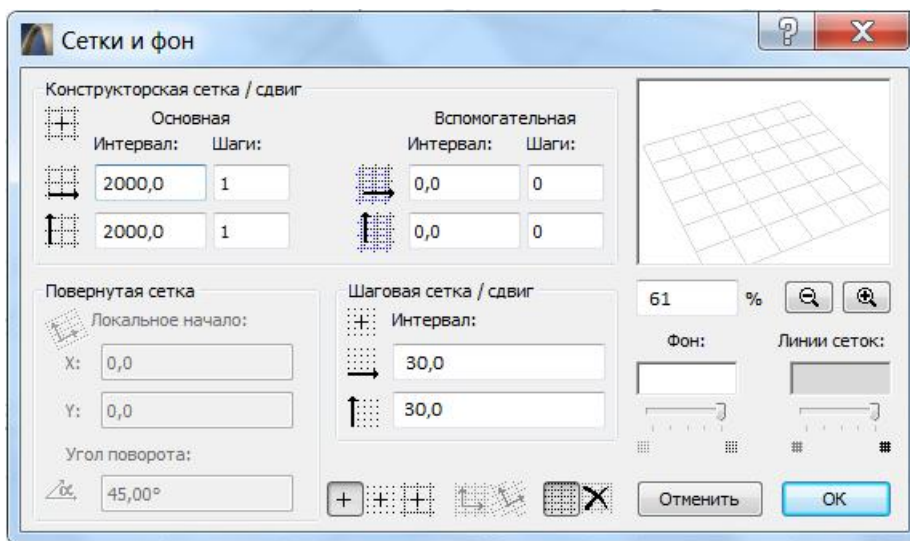 Сетки и фон
Конструкторская сетка / сдвиг
Основная
Вспомогательная
Интервал: Шаги:
Интервал: Шаги:
2000,0 1
0,0 0
2000,0 1
0,0 0
Повернутая сетка
Локальное начало:
X: 0,0
Y: 0,0
Угол поворота:
α 45,00°
Шаговая сетка / сдвиг
Интервал:
30,0
30,0
61 %
Фон:
Линии сеток:
Отменить
OK